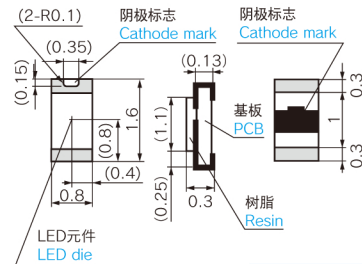 (2-R0.1)
阴极标志
Cathode mark
(0.35)
(0.15)
1.6
(0.8)
(0.4)
0.8
LED元件
LED die
(0.13)
(1.1)
(0.25)
0.3
基板
PCB
树脂
Resin
阴极标志
Cathode mark
0.3
1
0.3